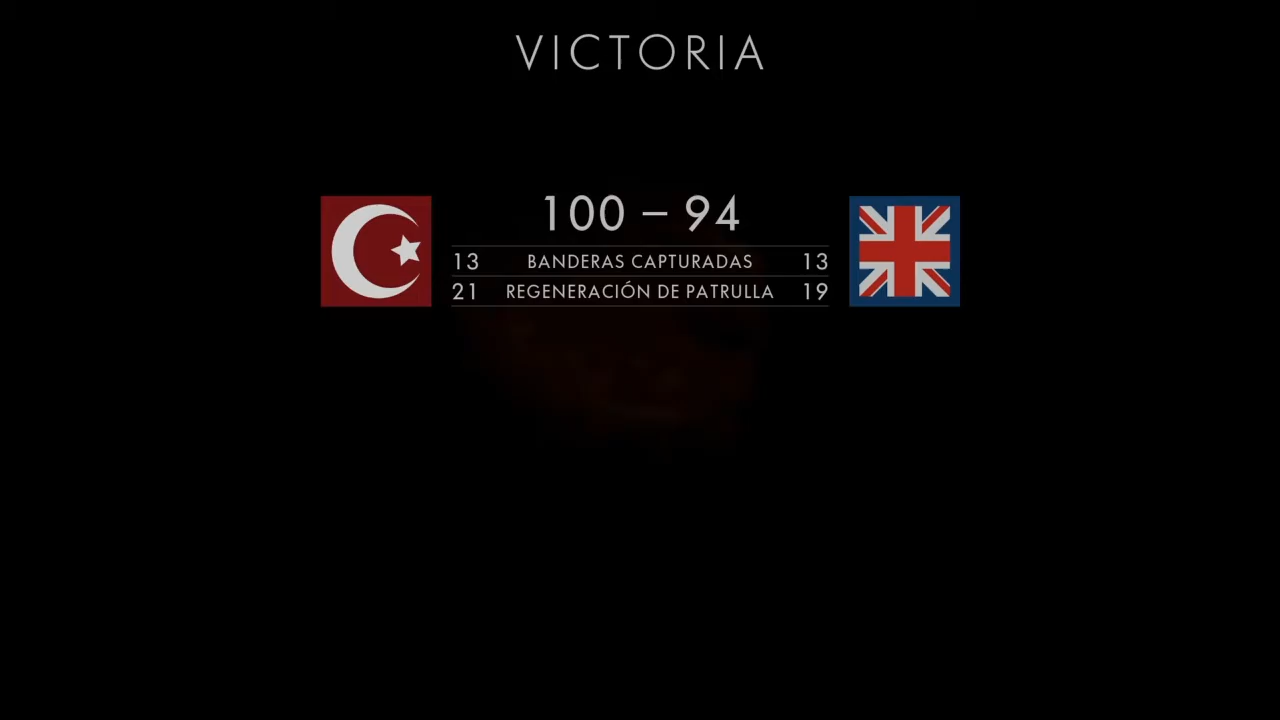 VICTORIA
100 – 94
13 BANDERAS CAPTURADAS 13
21 REGENERACIÓN DE PATRULLA 19